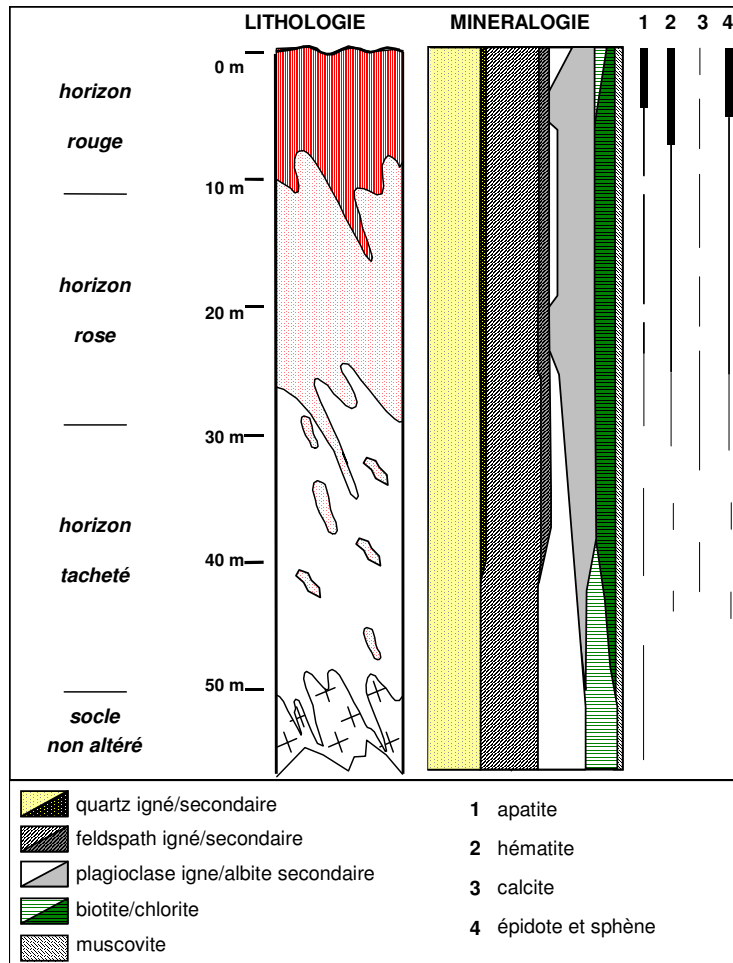 LITHOLOGIE MINERALOGIE 1 2 3 4
0 m
horizon
rouge
10 m
horizon
20 m
rose
30 m
horizon
40 m
tacheté
50 m
socle
non altéré
quartz igné/secondaire
feldspath igné/secondaire
plagioclase igne/albite secondaire
biotite/chlorite
muscovite
1 apatite
2 hématite
3 calcite
4 épidote et sphène